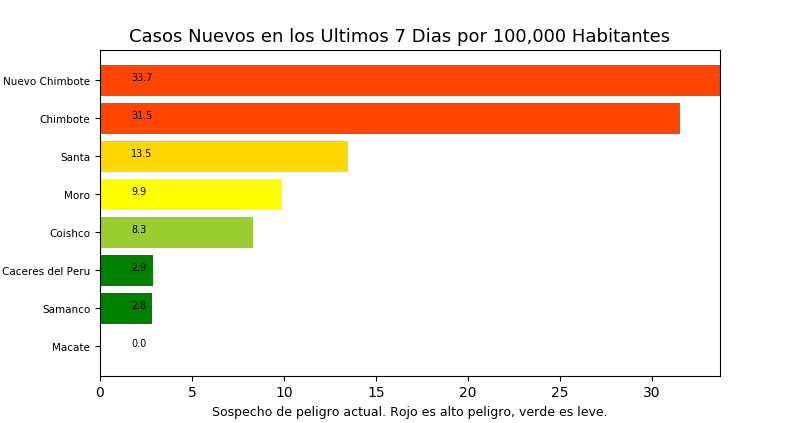 Casos Nuevos en los Ultimos 7 Dias por 100,000 Habitantes
Nuevo Chimbote 33.7
Chimbote 31.5
Santa 13.5
Moro 9.9
Coishco 8.3
Caceres del Peru 2.9
Samanco 2.8
Macate 0.0
0 5 10 15 20 25 30
Sospecho de peligro actual. Rojo es alto peligro, verde es leve.